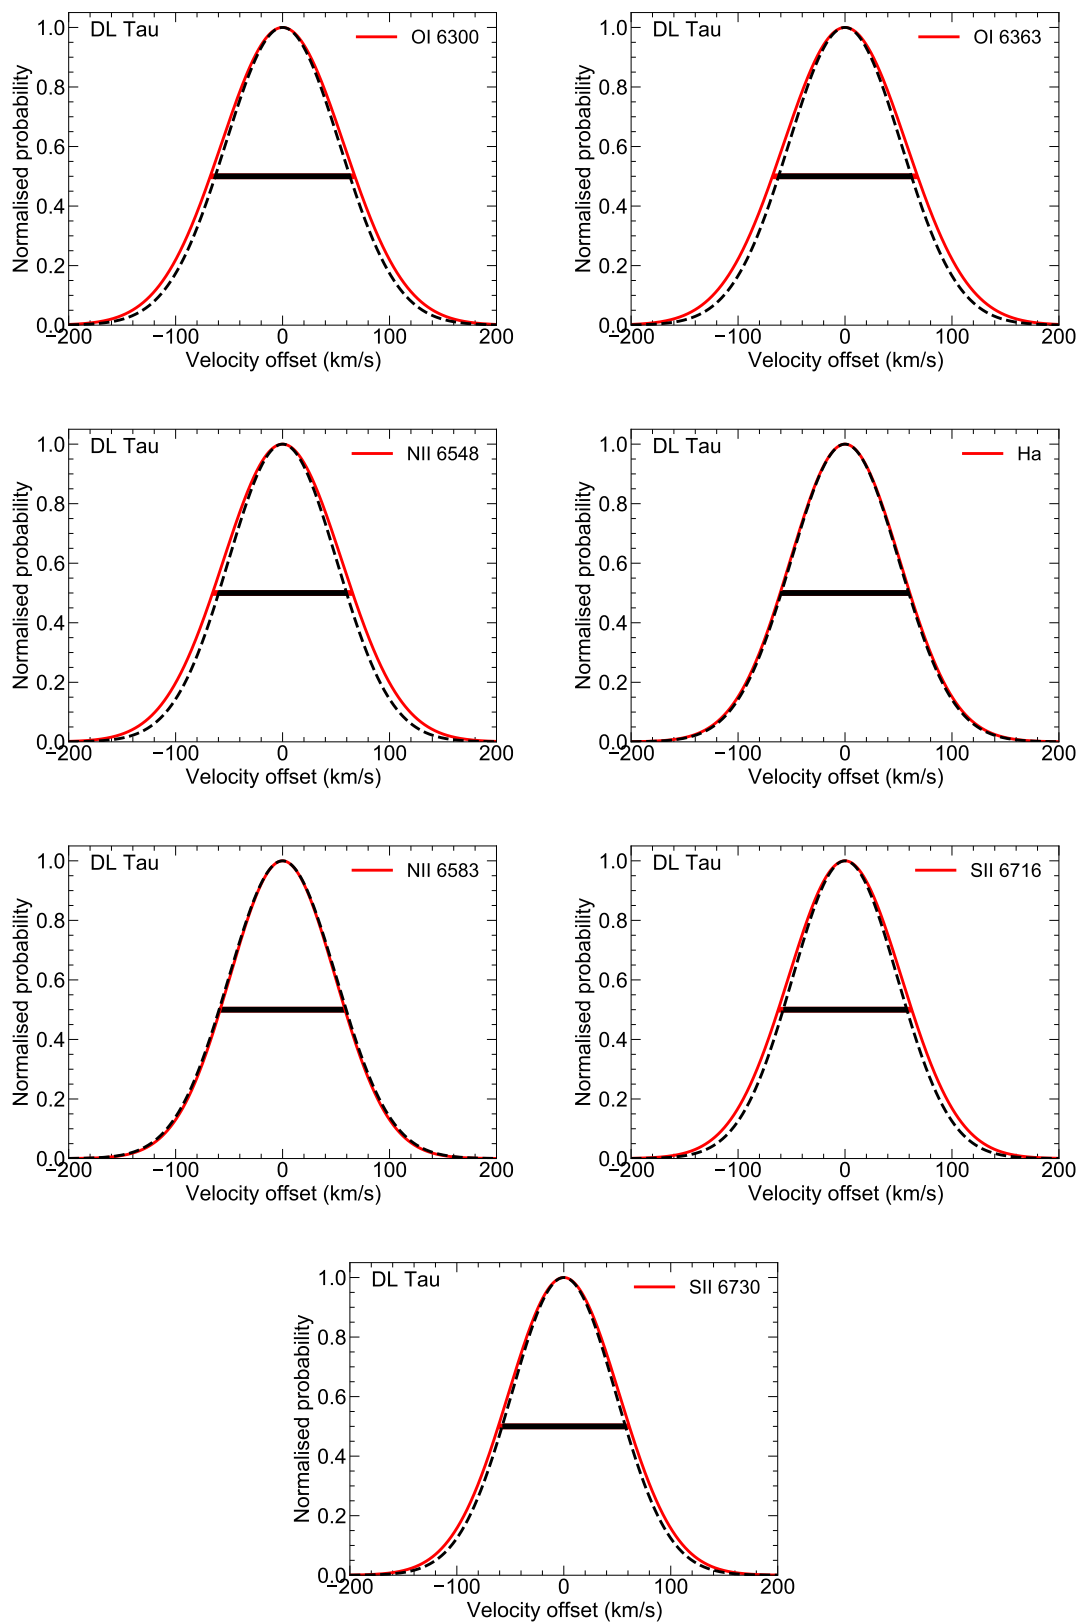 DL Tau
OI 6300
Normalised probability
1.0
0.8
0.6
0.4
0.2
0.0
−200 −100 0 100 200
Velocity offset (km/s)
DL Tau
OI 6363
Normalised probability
1.0
0.8
0.6
0.4
0.2
0.0
−200 −100 0 100 200
Velocity offset (km/s)
DL Tau
NII 6548
Normalised probability
1.0
0.8
0.6
0.4
0.2
0.0
−200 −100 0 100 200
Velocity offset (km/s)
DL Tau
Ha
Normalised probability
1.0
0.8
0.6
0.4
0.2
0.0
−200 −100 0 100 200
Velocity offset (km/s)
DL Tau
NII 6583
Normalised probability
1.0
0.8
0.6
0.4
0.2
0.0
−200 −100 0 100 200
Velocity offset (km/s)
DL Tau
SII 6716
Normalised probability
1.0
0.8
0.6
0.4
0.2
0.0
−200 −100 0 100 200
Velocity offset (km/s)
DL Tau
SII 6730
Normalised probability
1.0
0.8
0.6
0.4
0.2
0.0
−200 −100 0 100 200
Velocity offset (km/s)